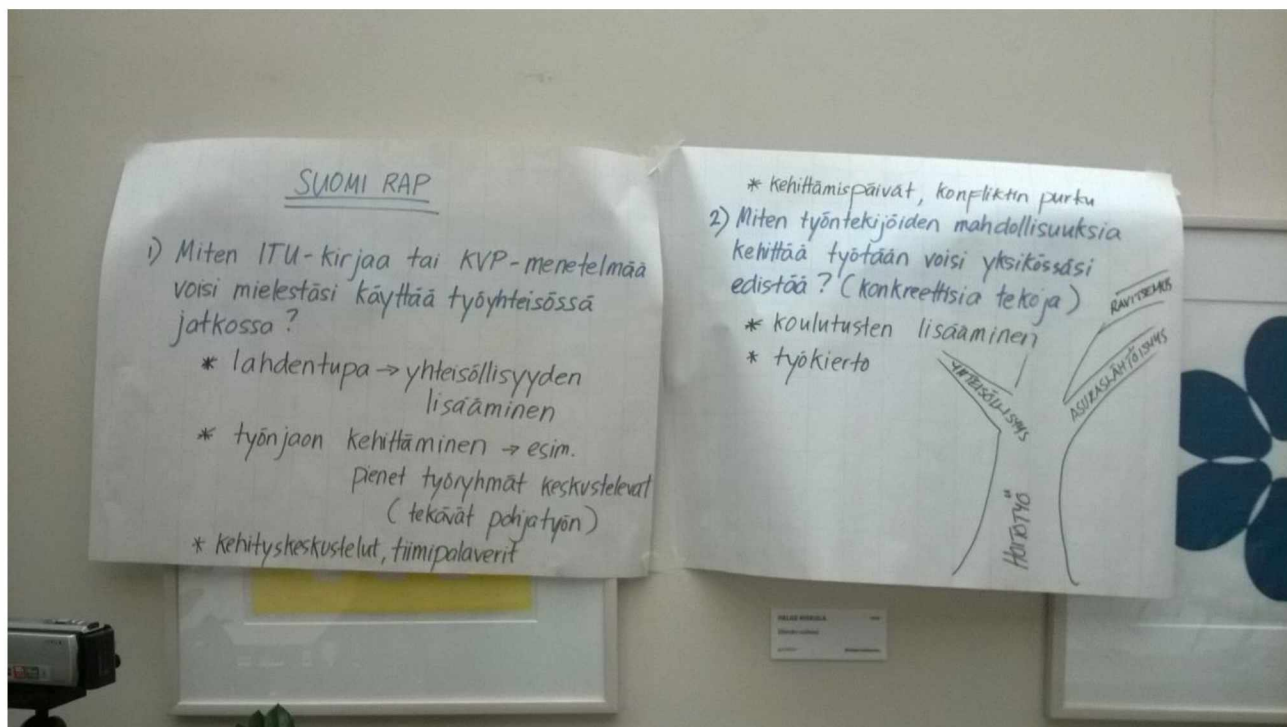 SUOMI RAP
1) Miten ITU-kirjaa tai KVP-menetelmää
voisi mielestäsi käyttää työyhteisössä
jatkossa?
* lahdentupa → yhteisöllisyyden
lisääminen
* työnjaon kehittäminen → esim.
pienet työryhmät keskustelevat
(tekävät pohjatyön)
* kehityskeskustelut, tiimipalaverit
* kehittämispäivät, konfliktin purku
2) Miten työntekijöiden mahdollisuuksia
kehittää työtään voisi yksikössäsi
edistää? (konkreettisia tekoja)
* koulutusten lisääminen
* työkierto
YHTEISÖLLISYYS
RAVITSEMUS
ASUKASLÄHTÖISYYS
HOITOTYÖ